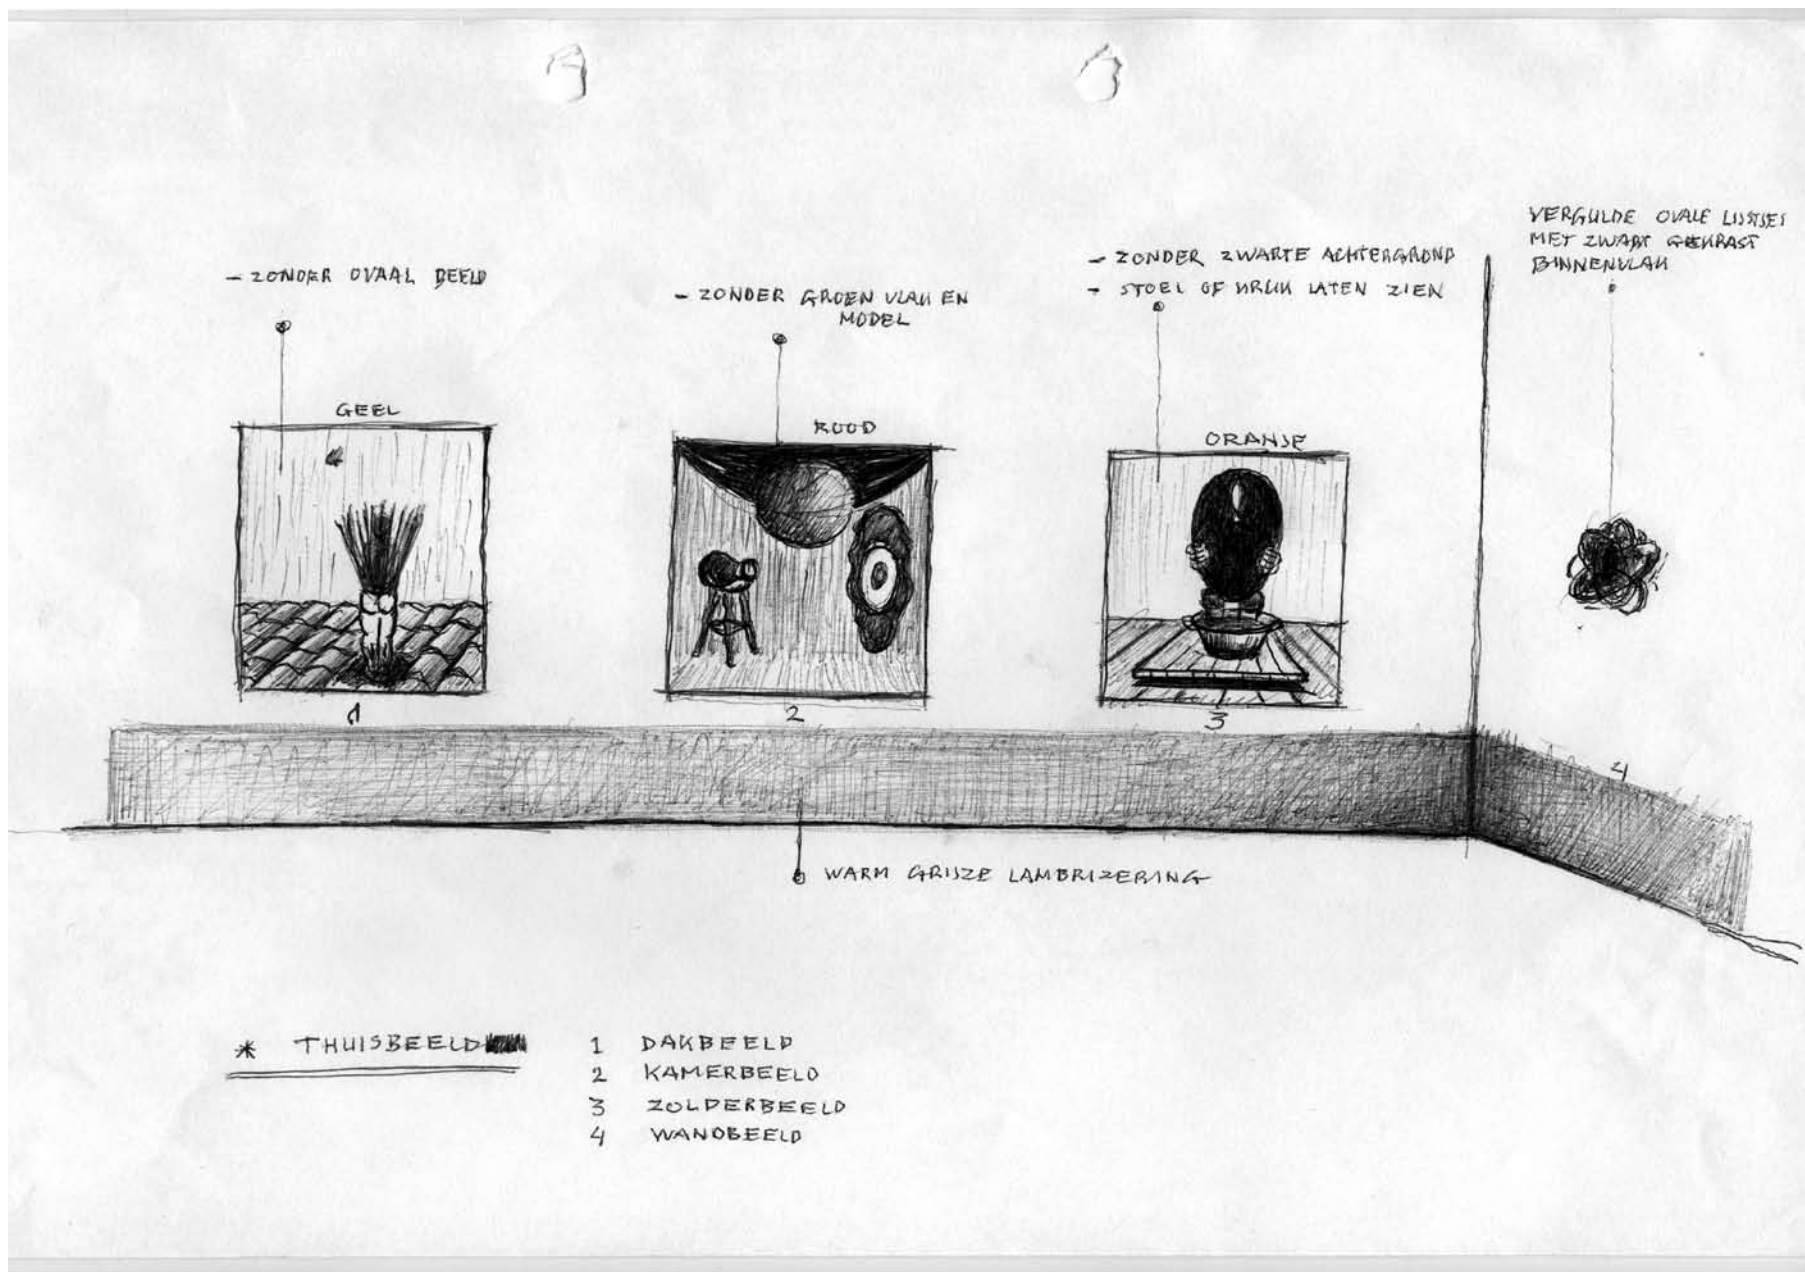 - ZONDER OVAAL BEELD
- ZONDER GROEN VLAK EN
MODEL
- ZONDER ZWARTE ACHTERGROND
- STOEL OF KRUK LATEN ZIEN
VERGULDE OVALE LIJSTJES
MET ZWART GEKRAST
BINNENVLAK
GEEL
ROOD
ORANJE
1
2
3
4
WARM GRIJZE LAMBRIZERING
* THUISBEELD
1 DAKBEELD
2 KAMERBEELD
3 ZOLDERBEELD
4 WANDBEELD